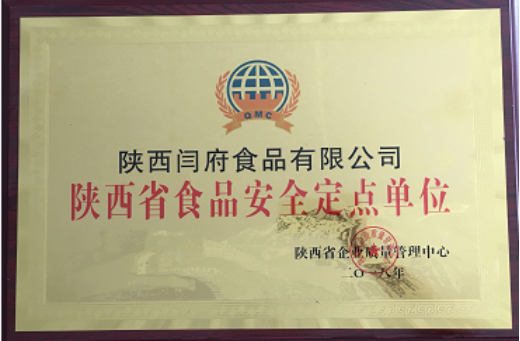 QMC
陕西闫府食品有限公司
陕西省食品安全定点单位
陕西省企业质量管理中心
二〇一八年